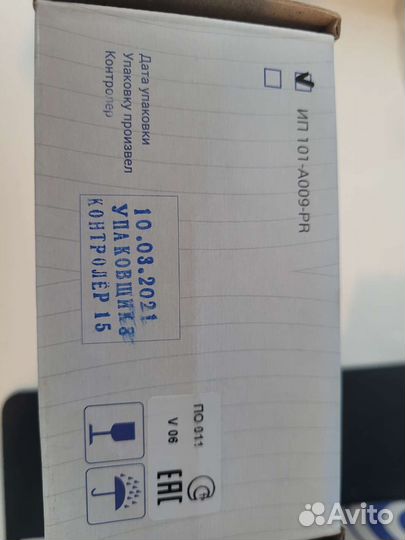 ИП 101-А009-PR
Дата упаковки
Упаковку произвел
Контролер
10.03.2021
УПАКОВЩИК
КОНТРОЛЁР 15
ПО 011
V 06
EAC
Avito